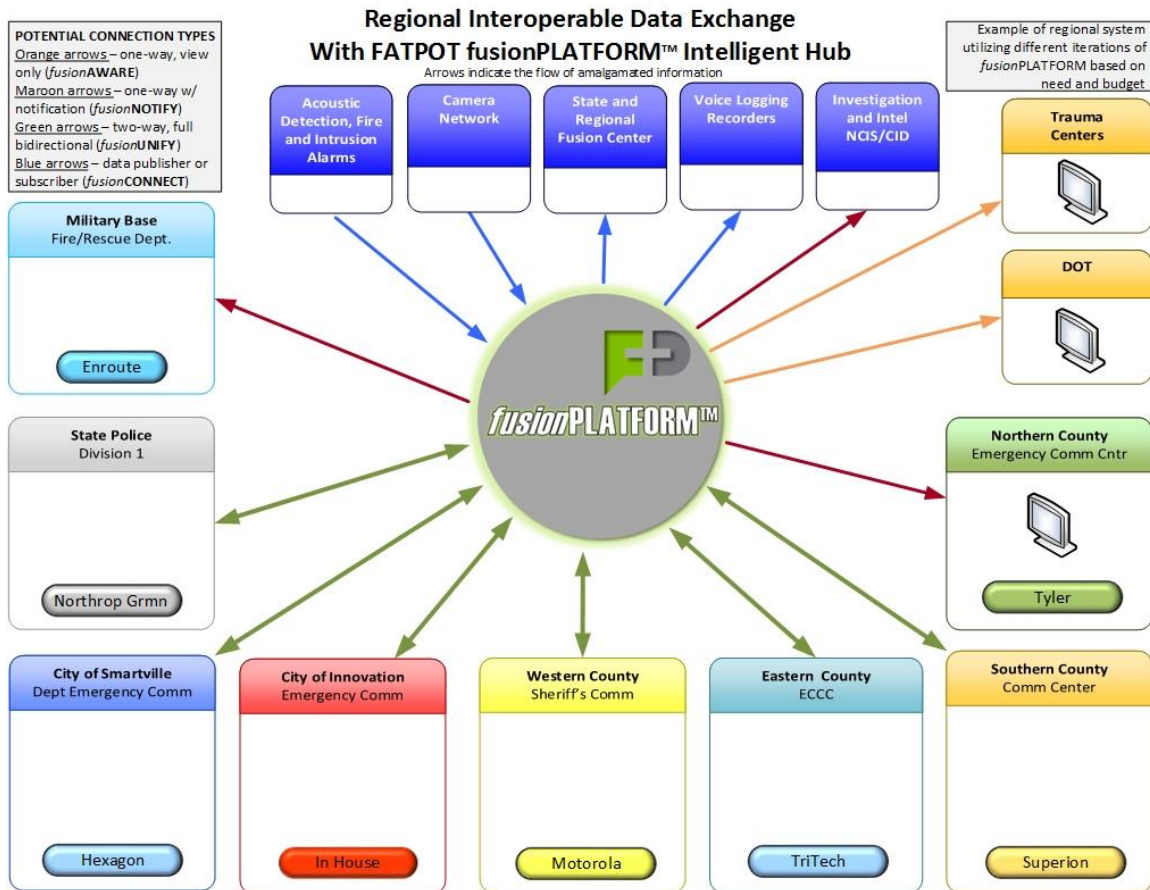 Regional Interoperable Data Exchange
With FATPOT fusionPLATFORM™ Intelligent Hub
Arrows indicate the flow of amalgamated information
POTENTIAL CONNECTION TYPES
Orange arrows – one-way, view
only (fusionAWARE)
Maroon arrows – one-way w/
notification (fusionNOTIFY)
Green arrows – two-way, full
bidirectional (fusionUNIFY)
Blue arrows – data publisher or
subscriber (fusionCONNECT)
Example of regional system
utilizing different iterations of
fusionPLATFORM based on
need and budget
Acoustic
Detection, Fire
and Intrusion
Alarms
Camera
Network
State and
Regional
Fusion Center
Voice Logging
Recorders
Investigation
and Intel
NCIS/CID
Trauma
Centers
DOT
Military Base
Fire/Rescue Dept.
Enroute
fusionPLATFORM™
State Police
Division 1
Northrop Grmn
Northern County
Emergency Comm Cntr
Tyler
City of Smartville
Dept Emergency Comm
Hexagon
City of Innovation
Emergency Comm
In House
Western County
Sheriff's Comm
Motorola
Eastern County
ECCC
TriTech
Southern County
Comm Center
Superion